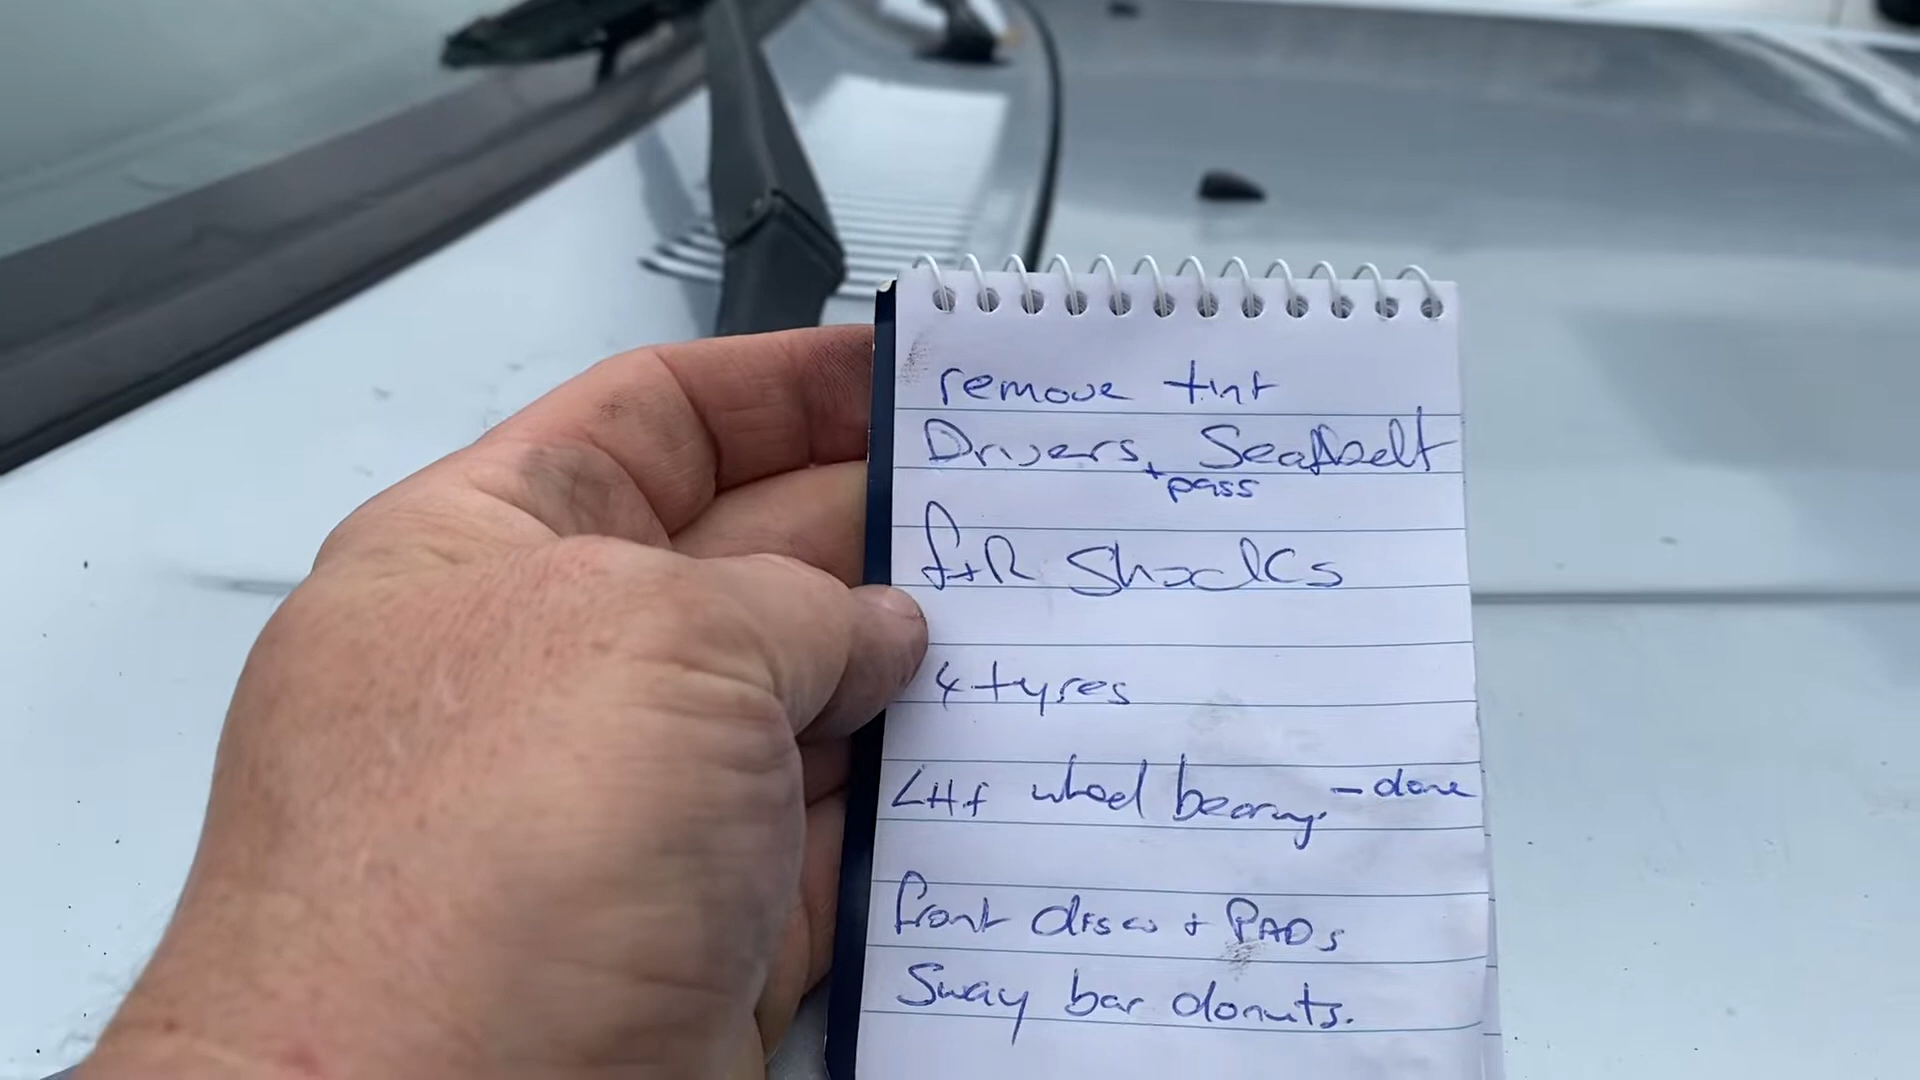 remove tint
Drivers + pass Seatbelt
f+R Shocks
4 tyres
LHf wheel bearing. - done
front discs + PADs
Sway bar donuts.